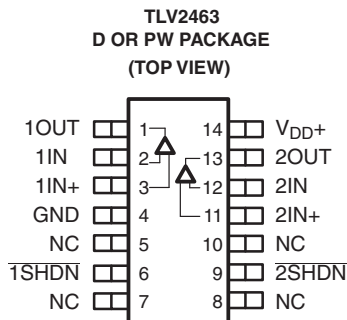 TLV2463
D OR PW PACKAGE
(TOP VIEW)
1OUT 1 14 VDD+
1IN 2 13 2OUT
1IN+ 3 12 2IN
GND 4 11 2IN+
NC 5 10 NC
1SHDN 6 9 2SHDN
NC 7 8 NC